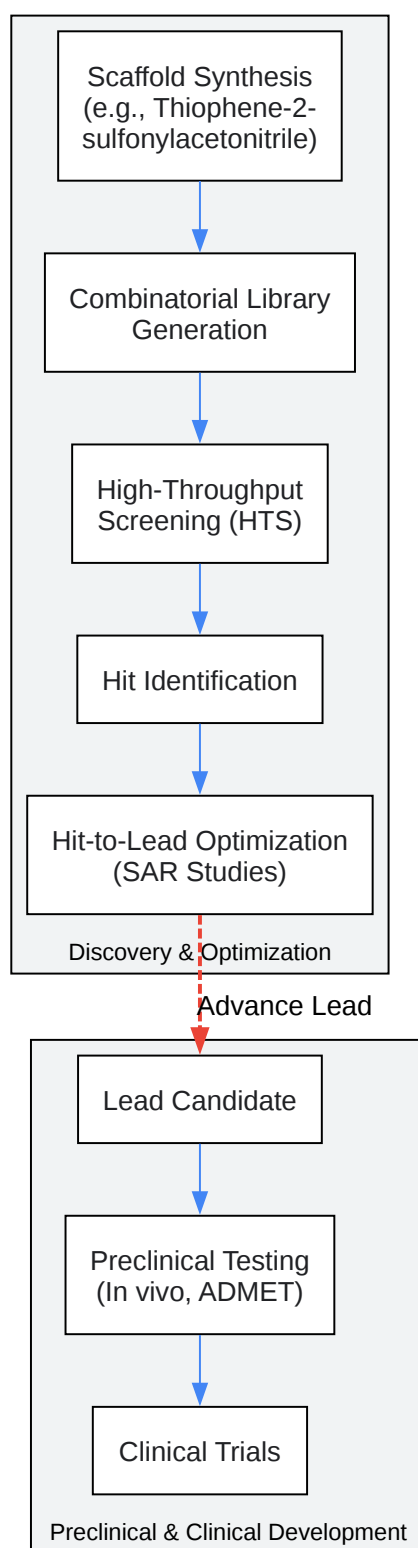 Scaffold Synthesis
(e.g., Thiophene-2-
sulfonylacetonitrile)
Combinatorial Library
Generation
High-Throughput
Screening (HTS)
Hit Identification
Hit-to-Lead Optimization
(SAR Studies)
Discovery & Optimization
Advance Lead
Lead Candidate
Preclinical Testing
(In vivo, ADMET)
Clinical Trials
Preclinical & Clinical Development